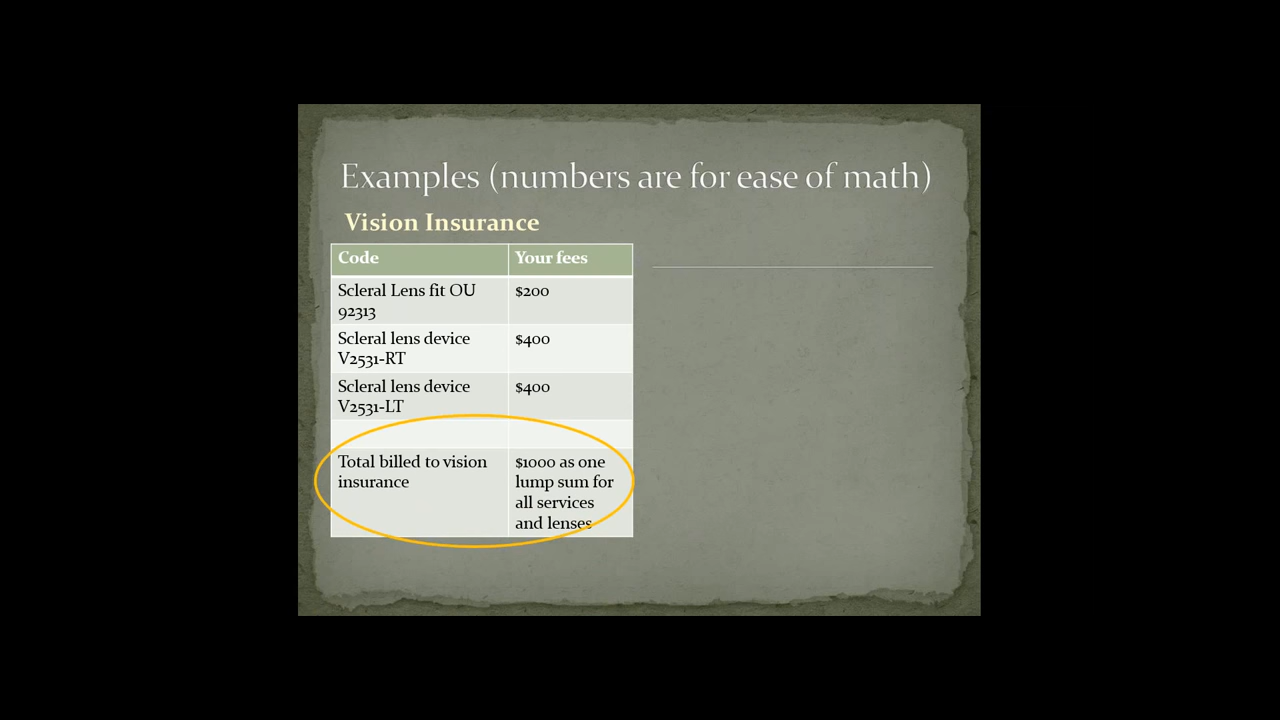 Examples (numbers are for ease of math)
Vision Insurance
Code Your fees
Scleral Lens fit OU $200
92313
Scleral lens device $400
V2531-RT
Scleral lens device $400
V2531-LT
Total billed to vision $1000 as one
insurance lump sum for
all services
and lenses